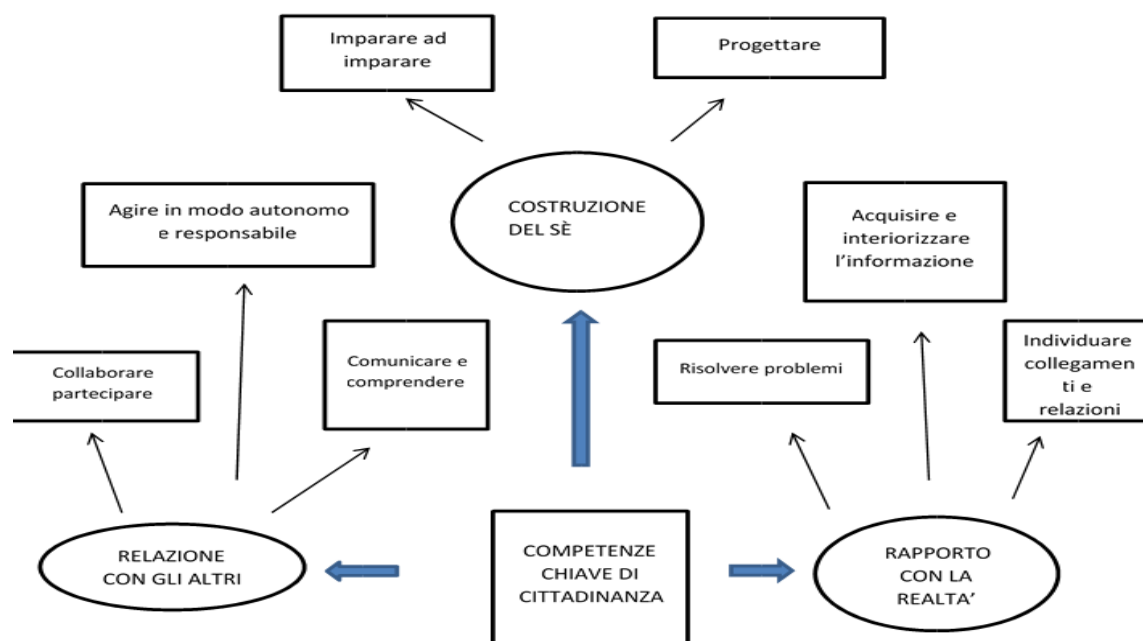 Imparare ad
imparare
Progettare
COSTRUZIONE
DEL SÈ
Agire in modo autonomo
e responsabile
Acquisire e
interiorizzare
l’informazione
Collaborare
partecipare
Comunicare e
comprendere
Risolvere problemi
Individuare
collegamen
ti e
relazioni
RELAZIONE
CON GLI ALTRI
COMPETENZE
CHIAVE DI
CITTADINANZA
RAPPORTO
CON LA
REALTA’